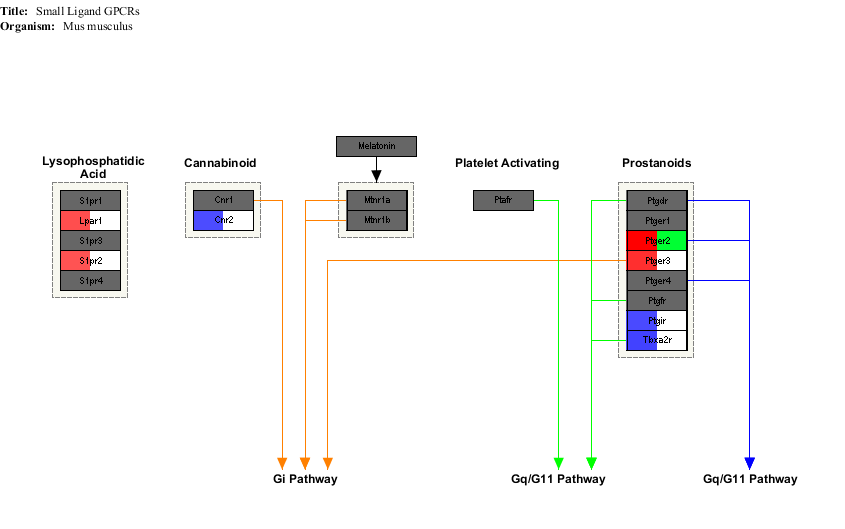 Title: Small Ligand GPCRs
Organism: Mus musculus
Melatonin
Lysophosphatidic
Acid
Cannabinoid
Platelet Activating
Prostanoids
S1pr1
Lpar1
S1pr3
S1pr2
S1pr4
Cnr1
Cnr2
Mtnr1a
Mtnr1b
Ptafr
Ptgdr
Ptger1
Ptger2
Ptger3
Ptger4
Ptgfr
Ptgir
Tbxa2r
Gi Pathway
Gq/G11 Pathway
Gq/G11 Pathway